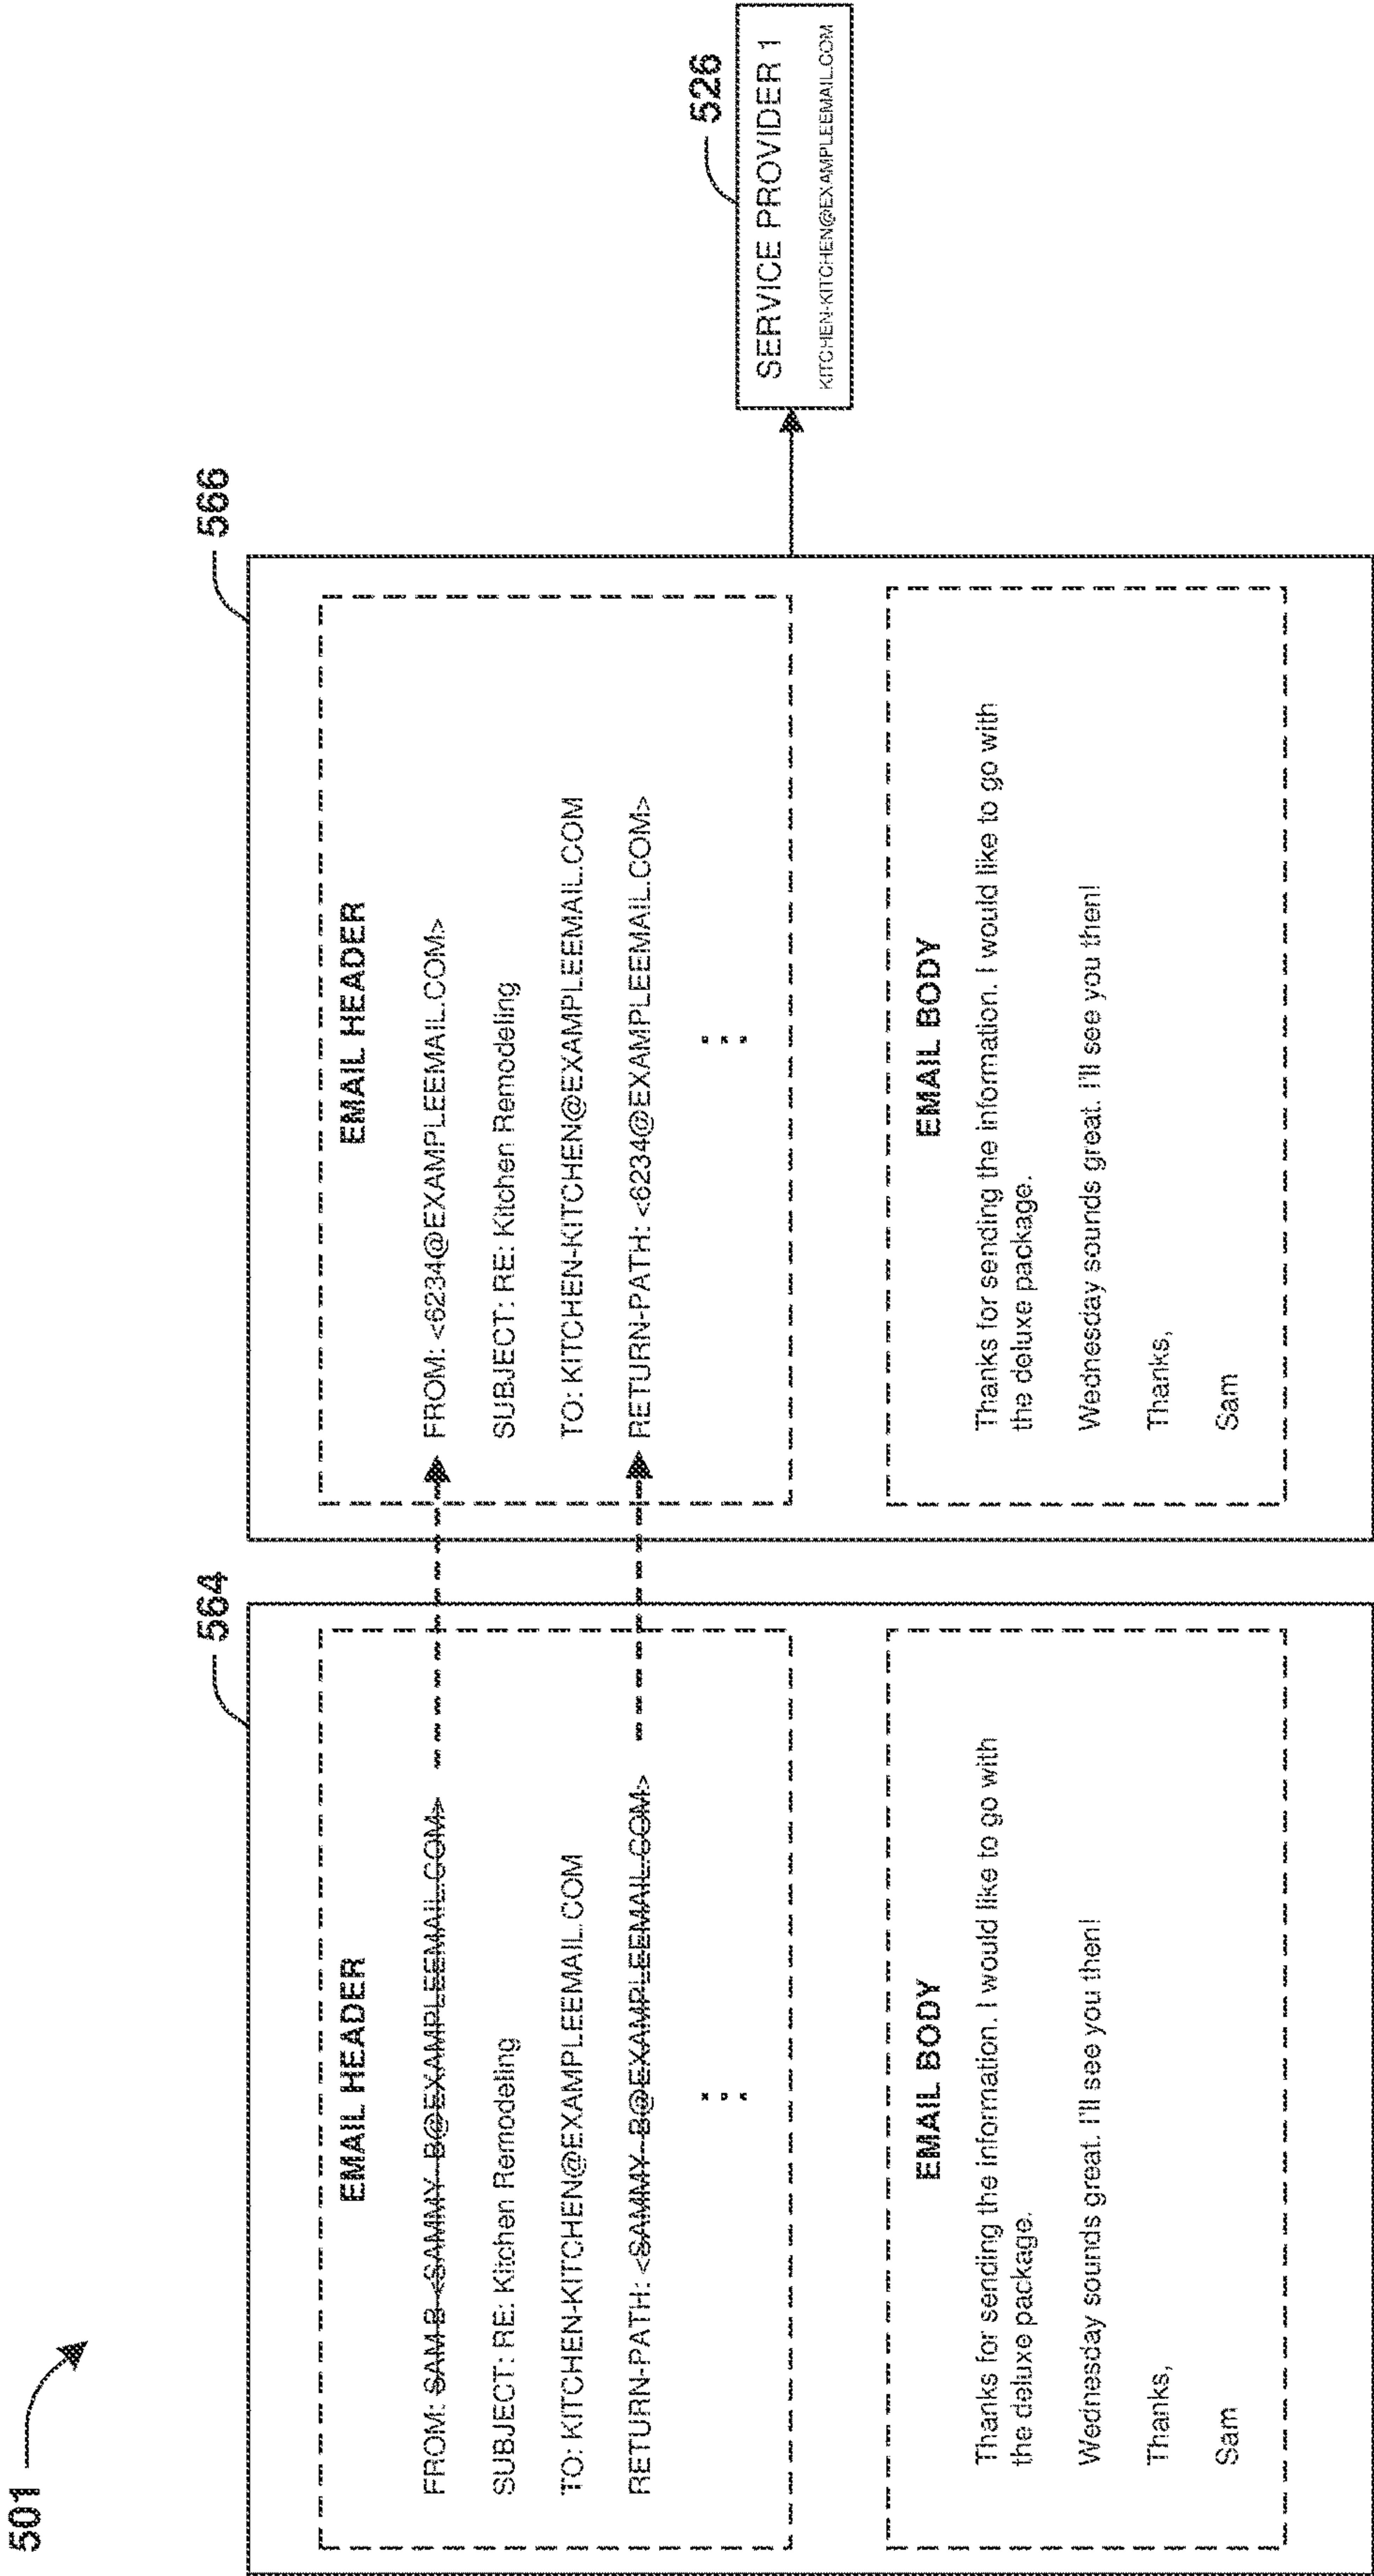 501
564
EMAIL HEADER
FROM: SAM B <SAMMY-B@EXAMPLEEMAIL.COM>
SUBJECT: RE: Kitchen Remodeling
TO: KITCHEN-KITCHEN@EXAMPLEEMAIL.COM
RETURN-PATH: <SAMMY-B@EXAMPLEEMAIL.COM>
...
EMAIL BODY
Thanks for sending the information. I would like to go with
the deluxe package.
Wednesday sounds great. I'll see you then!
Thanks,
Sam
566
EMAIL HEADER
FROM: <6234@EXAMPLEEMAIL.COM>
SUBJECT: RE: Kitchen Remodeling
TO: KITCHEN-KITCHEN@EXAMPLEEMAIL.COM
RETURN-PATH: <6234@EXAMPLEEMAIL.COM>
...
EMAIL BODY
Thanks for sending the information. I would like to go with
the deluxe package.
Wednesday sounds great. I'll see you then!
Thanks,
Sam
526
SERVICE PROVIDER 1
KITCHEN-KITCHEN@EXAMPLEEMAIL.COM